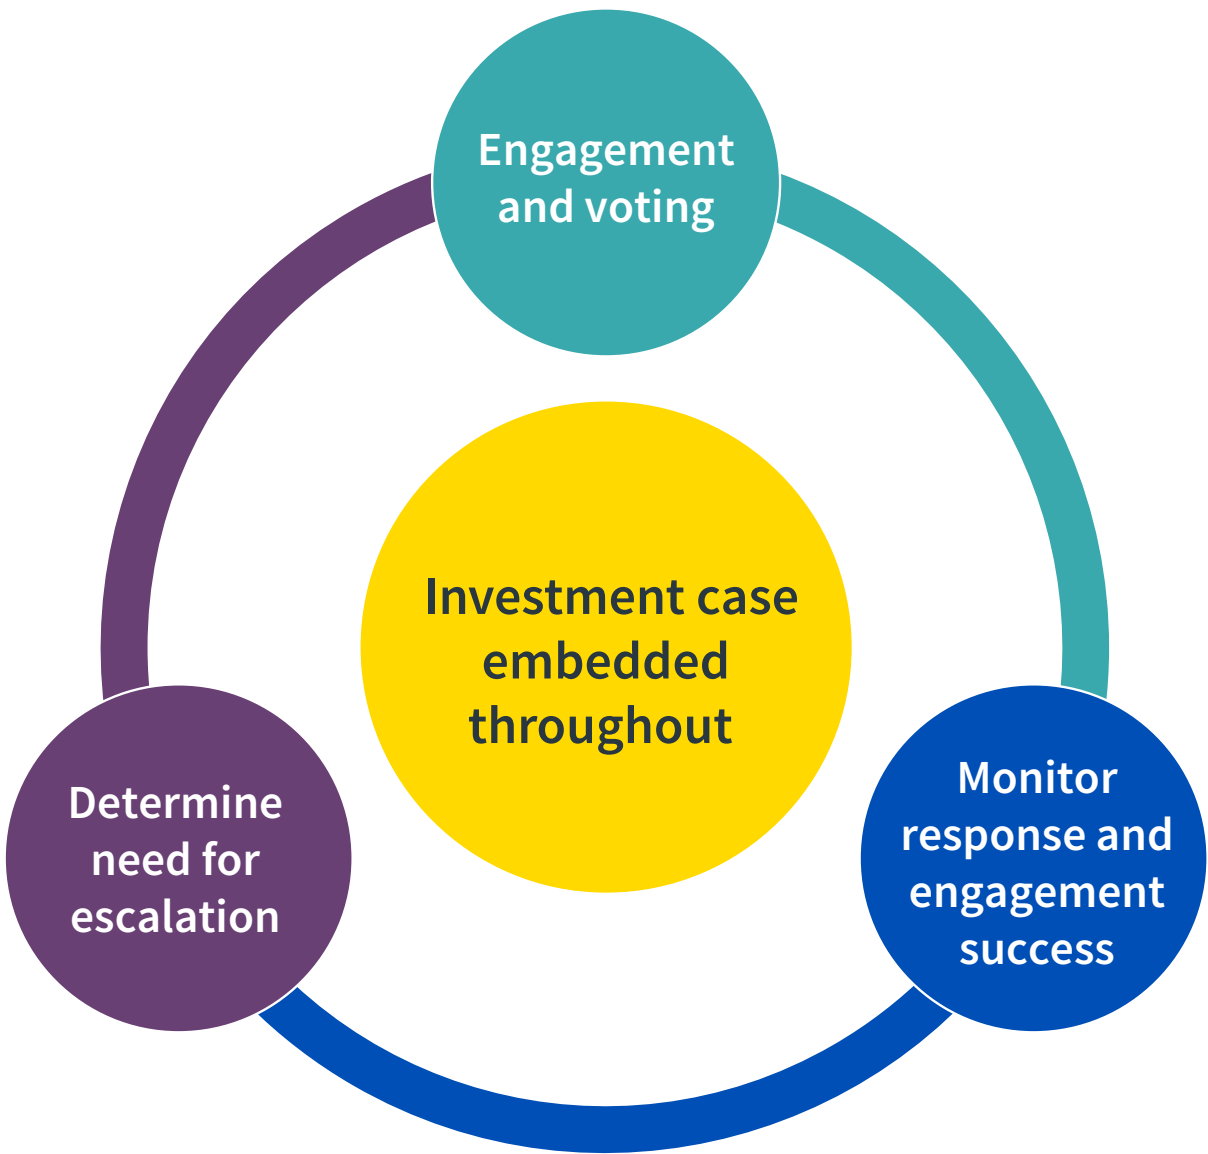 Engagement
and voting
Investment case
embedded
throughout
Determine
need for
escalation
Monitor
response and
engagement
success